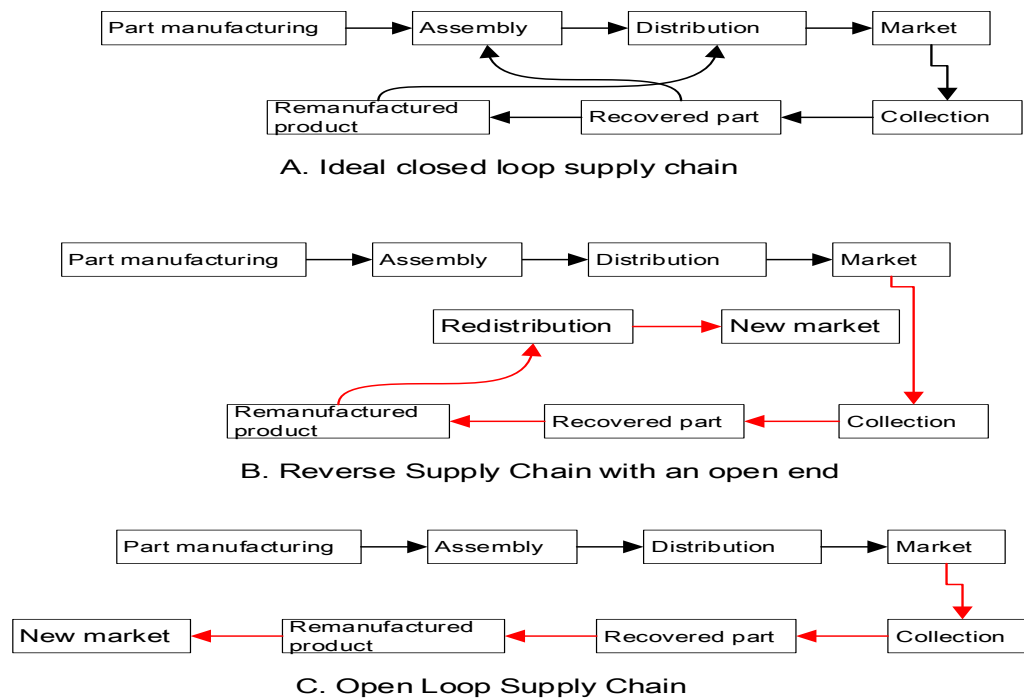 Part manufacturing
Assembly
Distribution
Market
Remanufactured
product
Recovered part
Collection
A. Ideal closed loop supply chain
Part manufacturing
Assembly
Distribution
Market
Redistribution
New market
Remanufactured
product
Recovered part
Collection
B. Reverse Supply Chain with an open end
Part manufacturing
Assembly
Distribution
Market
New market
Remanufactured
product
Recovered part
Collection
C. Open Loop Supply Chain